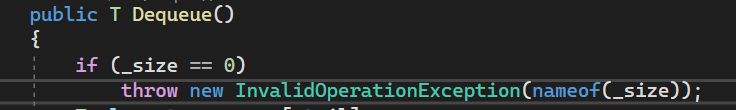 public T Dequeue()
{
if (_size == 0)
throw new InvalidOperationException(nameof(_size));